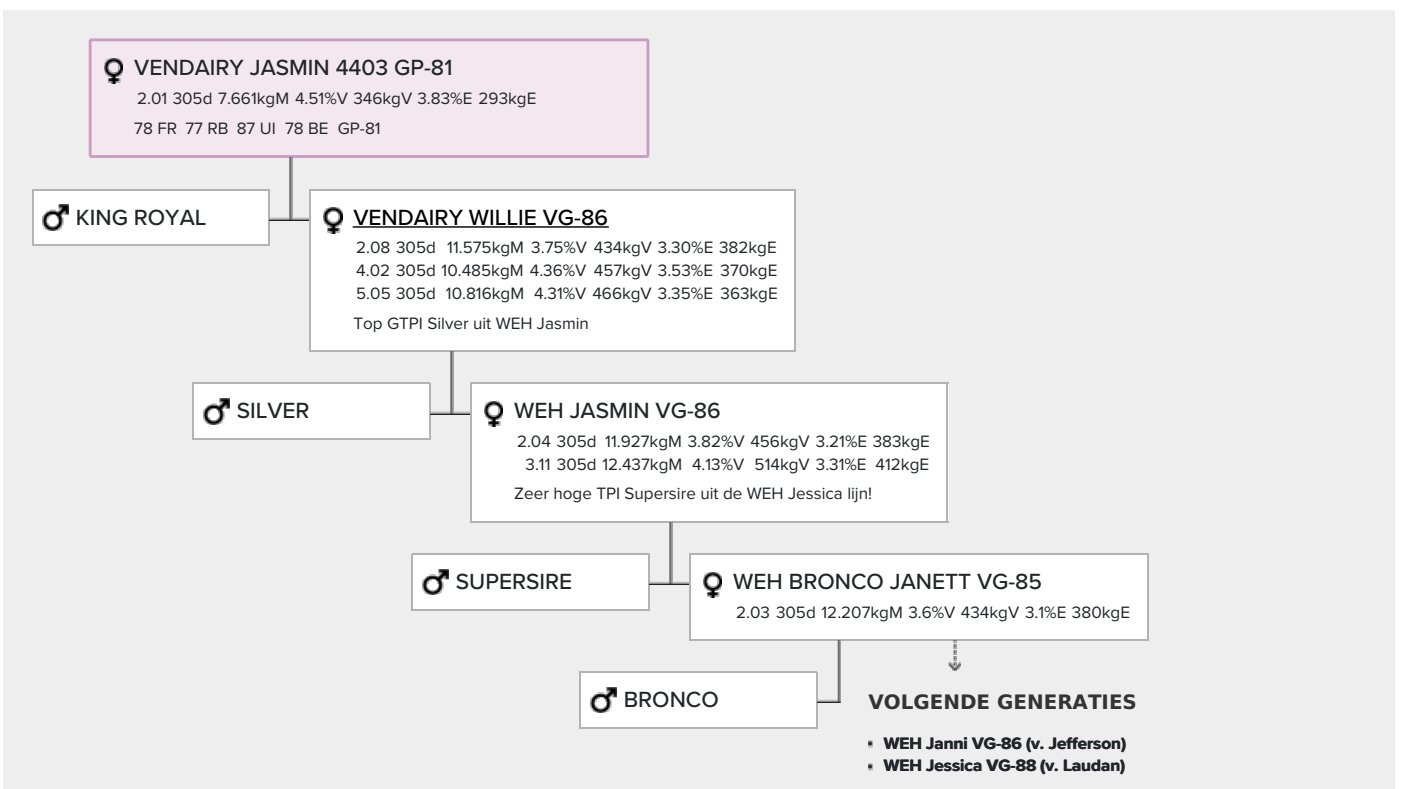 VENDAIRY JASMIN 4403 GP-81
2.01 305d 7.661kgM 4.51%V 346kgV 3.83%E 293kgE
78 FR 77 RB 87 UI 78 BE GP-81
KING ROYAL
VENDAIRY WILLIE VG-86
2.08 305d 11.575kgM 3.75%V 434kgV 3.30%E 382kgE
4.02 305d 10.485kgM 4.36%V 457kgV 3.53%E 370kgE
5.05 305d 10.816kgM 4.31%V 466kgV 3.35%E 363kgE
Top GTPI Silver uit WEH Jasmin
SILVER
WEH JASMIN VG-86
2.04 305d 11.927kgM 3.82%V 456kgV 3.21%E 383kgE
3.11 305d 12.437kgM 4.13%V 514kgV 3.31%E 412kgE
Zeer hoge TPI Supersire uit de WEH Jessica lijn!
SUPERSIRE
WEH BRONCO JANETT VG-85
2.03 305d 12.207kgM 3.6%V 434kgV 3.1%E 380kgE
BRONCO
VOLGENDE GENERATIES
▪ WEH Janni VG-86 (v. Jefferson)
▪ WEH Jessica VG-88 (v. Laudan)